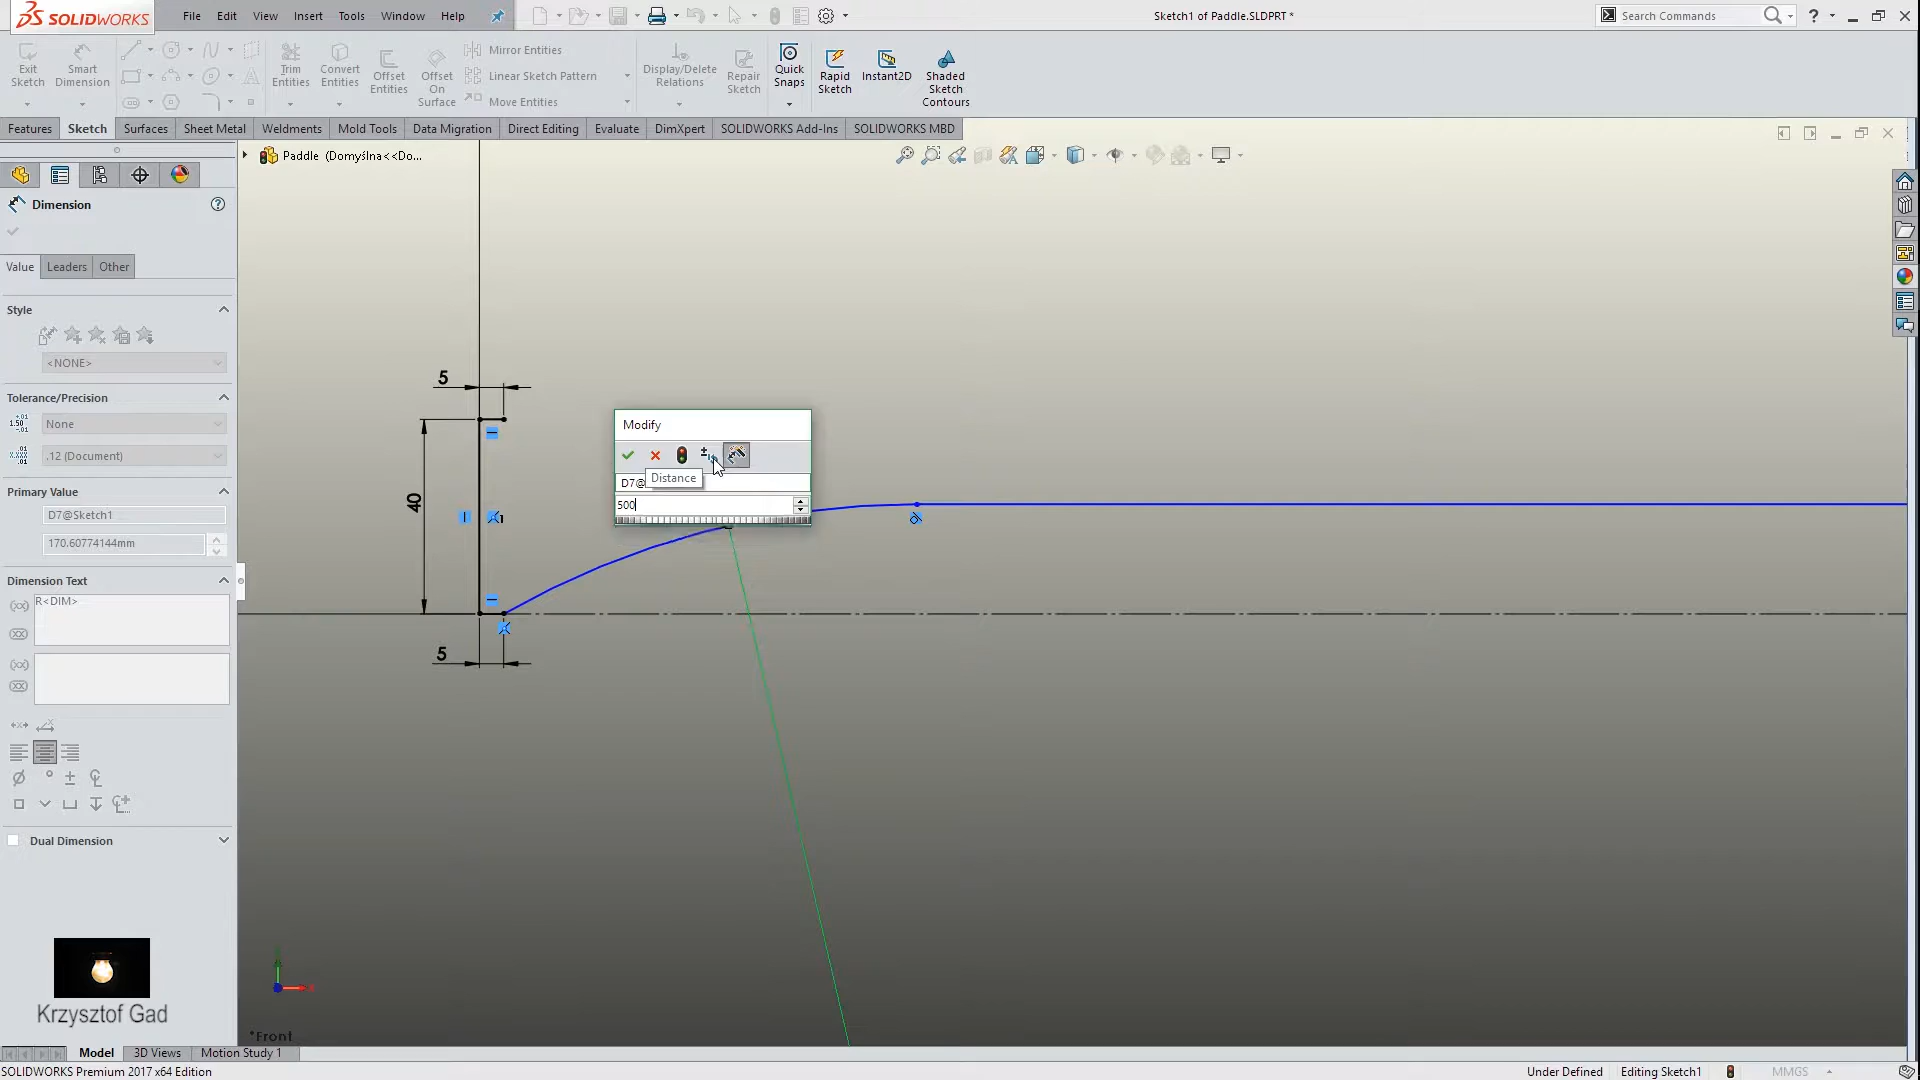 SOLIDWORKS
File Edit View Insert Tools Window Help
Sketch1 of Paddle.SLDPRT *
Search Commands
Exit Sketch
Smart Dimension
Trim Entities
Convert Entities
Offset Entities
Offset On Surface
Mirror Entities
Linear Sketch Pattern
Move Entities
Display/Delete Relations
Repair Sketch
Quick Snaps
Rapid Sketch
Instant2D
Shaded Sketch Contours
Features Sketch Surfaces Sheet Metal Weldments Mold Tools Data Migration Direct Editing Evaluate DimXpert SOLIDWORKS Add-Ins SOLIDWORKS MBD
Paddle (Domyślna<<Do...
Dimension
Value Leaders Other
Style
<NONE>
Tolerance/Precision
None
.12 (Document)
Primary Value
D7@Sketch1
170.60774144mm
Dimension Text
R<DIM>
Dual Dimension
Krzysztof Gad
5
40
5
1
Modify
D7@
Distance
500
*Front
Model 3D Views Motion Study 1
SOLIDWORKS Premium 2017 x64 Edition
Under Defined Editing Sketch1 MMGS